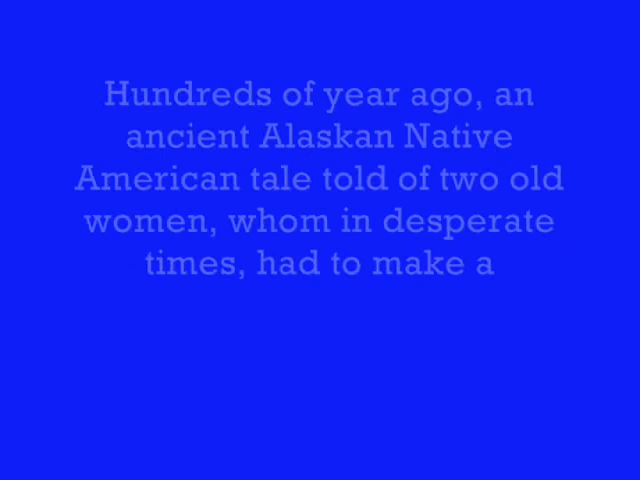 Hundreds of year ago, an
ancient Alaskan Native
American tale told of two old
women, whom in desperate
times, had to make a